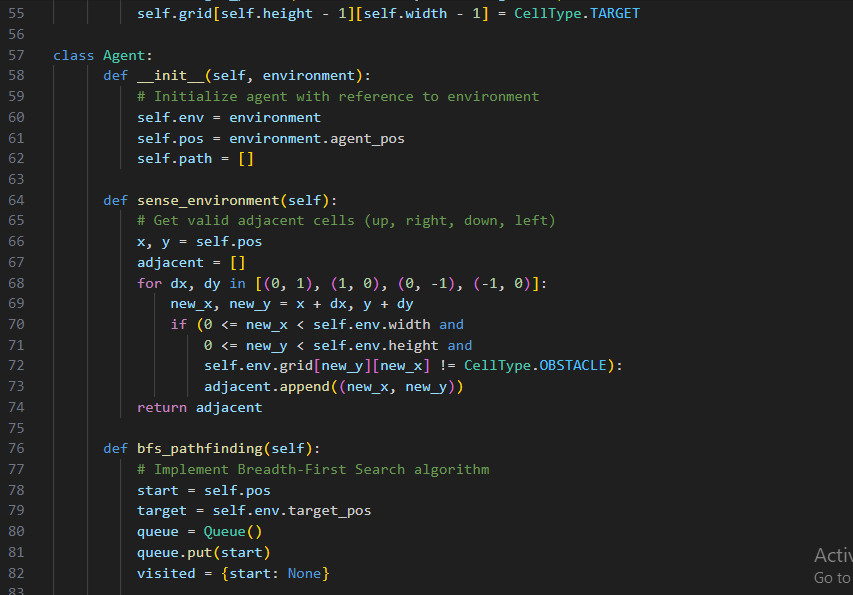 55 self.grid[self.height - 1][self.width - 1] = CellType.TARGET
56
57 class Agent:
58     def __init__(self, environment):
59         # Initialize agent with reference to environment
60         self.env = environment
61         self.pos = environment.agent_pos
62         self.path = []
63
64     def sense_environment(self):
65         # Get valid adjacent cells (up, right, down, left)
66         x, y = self.pos
67         adjacent = []
68         for dx, dy in [(0, 1), (1, 0), (0, -1), (-1, 0)]:
69             new_x, new_y = x + dx, y + dy
70             if (0 <= new_x < self.env.width and
71                 0 <= new_y < self.env.height and
72                 self.env.grid[new_y][new_x] != CellType.OBSTACLE):
73                 adjacent.append((new_x, new_y))
74         return adjacent
75
76     def bfs_pathfinding(self):
77         # Implement Breadth-First Search algorithm
78         start = self.pos
79         target = self.env.target_pos
80         queue = Queue()
81         queue.put(start)
82         visited = {start: None}
83
Activ
Go to